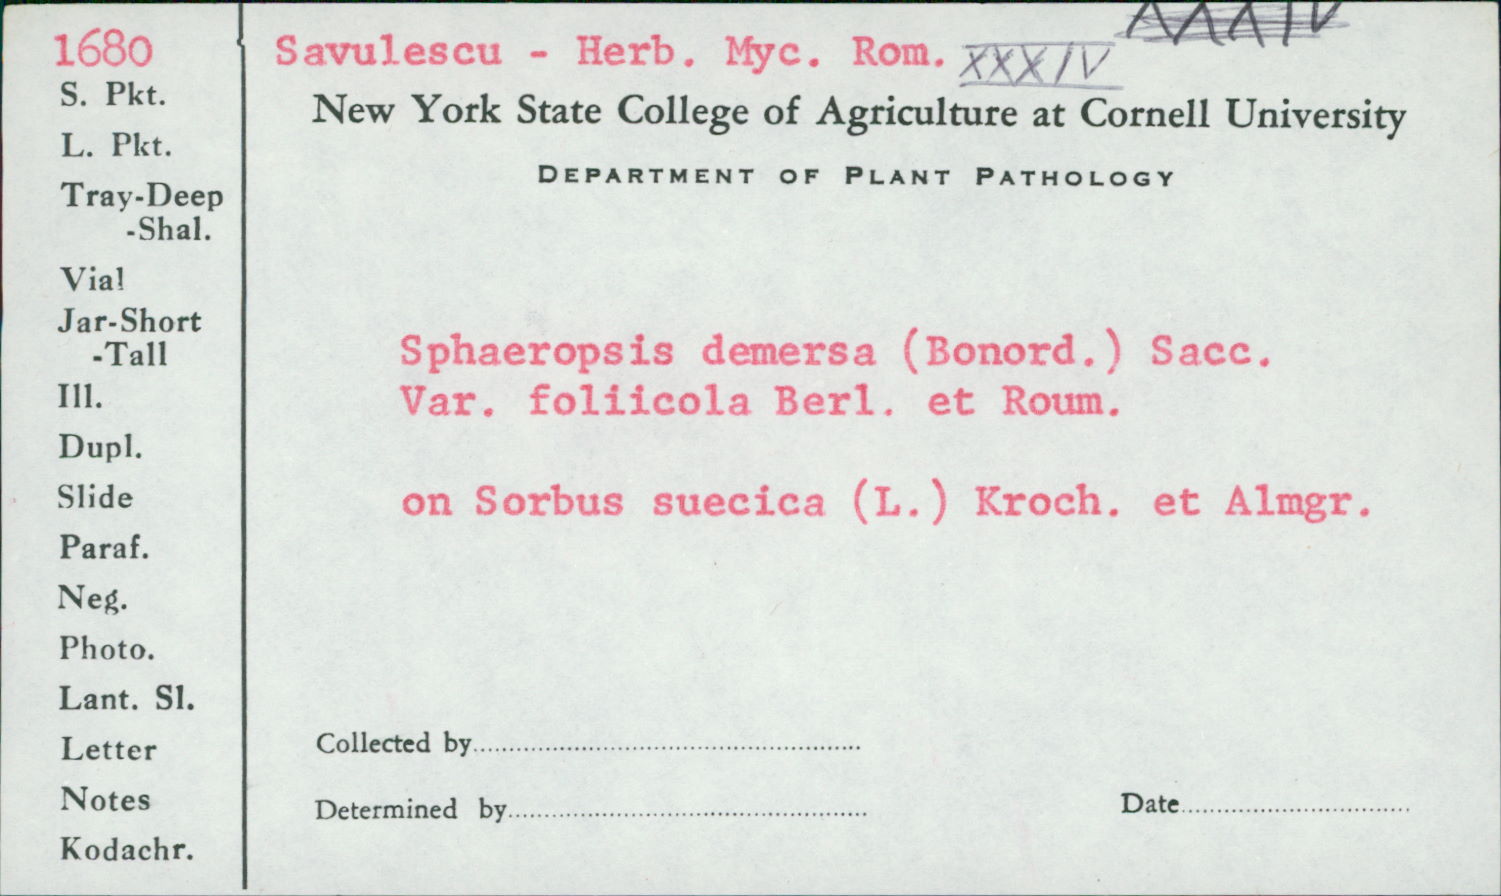 XXXIV
1680
Savulescu - Herb. Myc. Rom. XXXIV
New York State College of Agriculture at Cornell University
DEPARTMENT OF PLANT PATHOLOGY
S. Pkt.
L. Pkt.
Tray-Deep
-Shal.
Vial
Jar-Short
-Tall
Ill.
Dupl.
Slide
Paraf.
Neg.
Photo.
Lant. Sl.
Letter
Notes
Kodachr.
Sphaeropsis demersa (Bonord.) Sacc.
Var. foliicola Berl. et Roum.
on Sorbus suecica (L.) Kroch. et Almgr.
Collected by
Determined by
Date